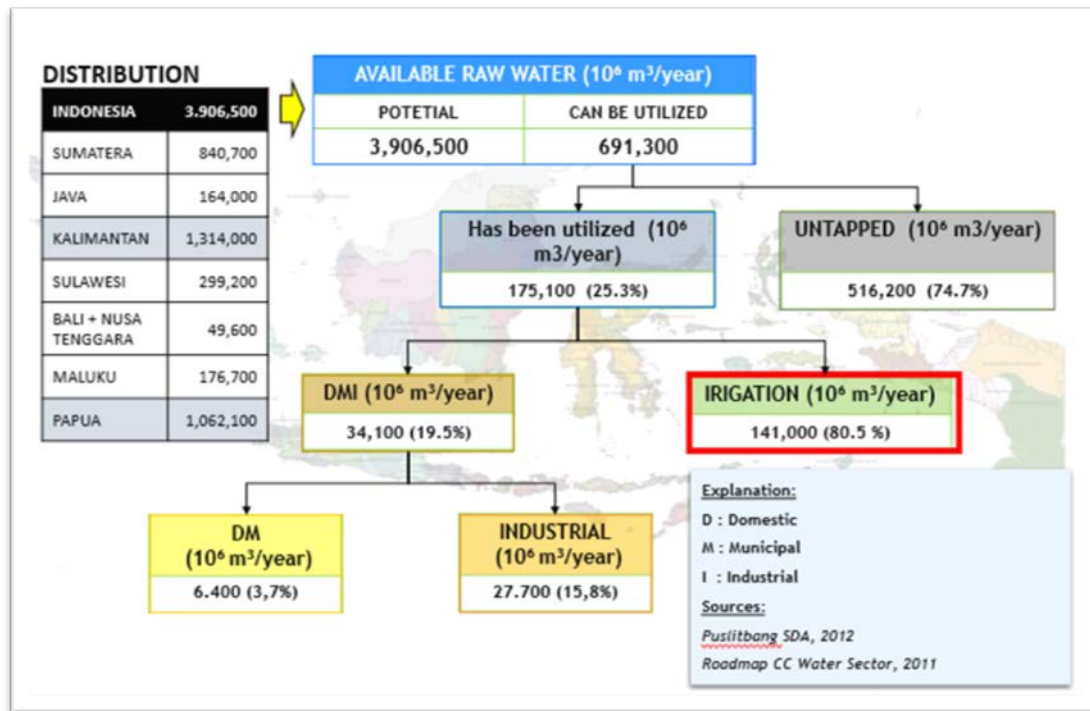 DISTRIBUTION
INDONESIA 3.906,500
SUMATERA 840,700
JAVA 164,000
KALIMANTAN 1,314,000
SULAWESI 299,200
BALI + NUSA
TENGGARA 49,600
MALUKU 176,700
PAPUA 1,062,100
AVAILABLE RAW WATER (10⁶ m³/year)
POTETIAL CAN BE UTILIZED
3,906,500 691,300
Has been utilized (10⁶
m3/year)
175,100 (25.3%)
UNTAPPED (10⁶ m3/year)
516,200 (74.7%)
DMI (10⁶ m³/year)
34,100 (19.5%)
IRIGATION (10⁶ m³/year)
141,000 (80.5 %)
DM
(10⁶ m³/year)
6.400 (3,7%)
INDUSTRIAL
(10⁶ m³/year)
27.700 (15,8%)
Explanation:
D : Domestic
M : Municipal
I : Industrial
Sources:
Puslitbang SDA, 2012
Roadmap CC Water Sector, 2011